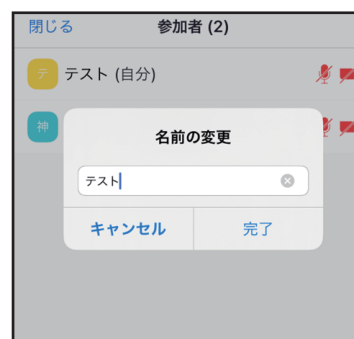 閉じる 参加者 (2)
テ テスト (自分)
神
名前の変更
テスト
キャンセル 完了